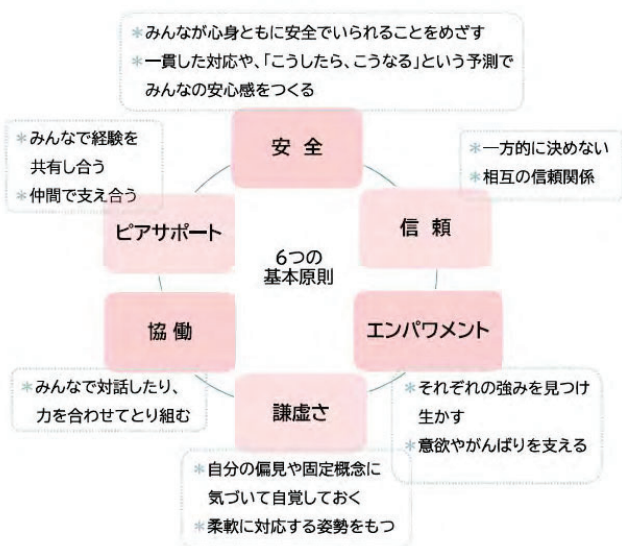 ＊みんなが心身ともに安全でいられることをめざす
＊一貫した対応や、「こうしたら、こうなる」という予測で
みんなの安心感をつくる
安 全
＊みんなで経験を
共有し合う
＊仲間で支え合う
ピアサポート
＊一方的に決めない
＊相互の信頼関係
信 頼
6つの
基本原則
協 働
＊みんなで対話したり、
力を合わせてとり組む
エンパワメント
＊それぞれの強みを見つけ
生かす
＊意欲やがんばりを支える
謙虚さ
＊自分の偏見や固定概念に
気づいて自覚しておく
＊柔軟に対応する姿勢をもつ